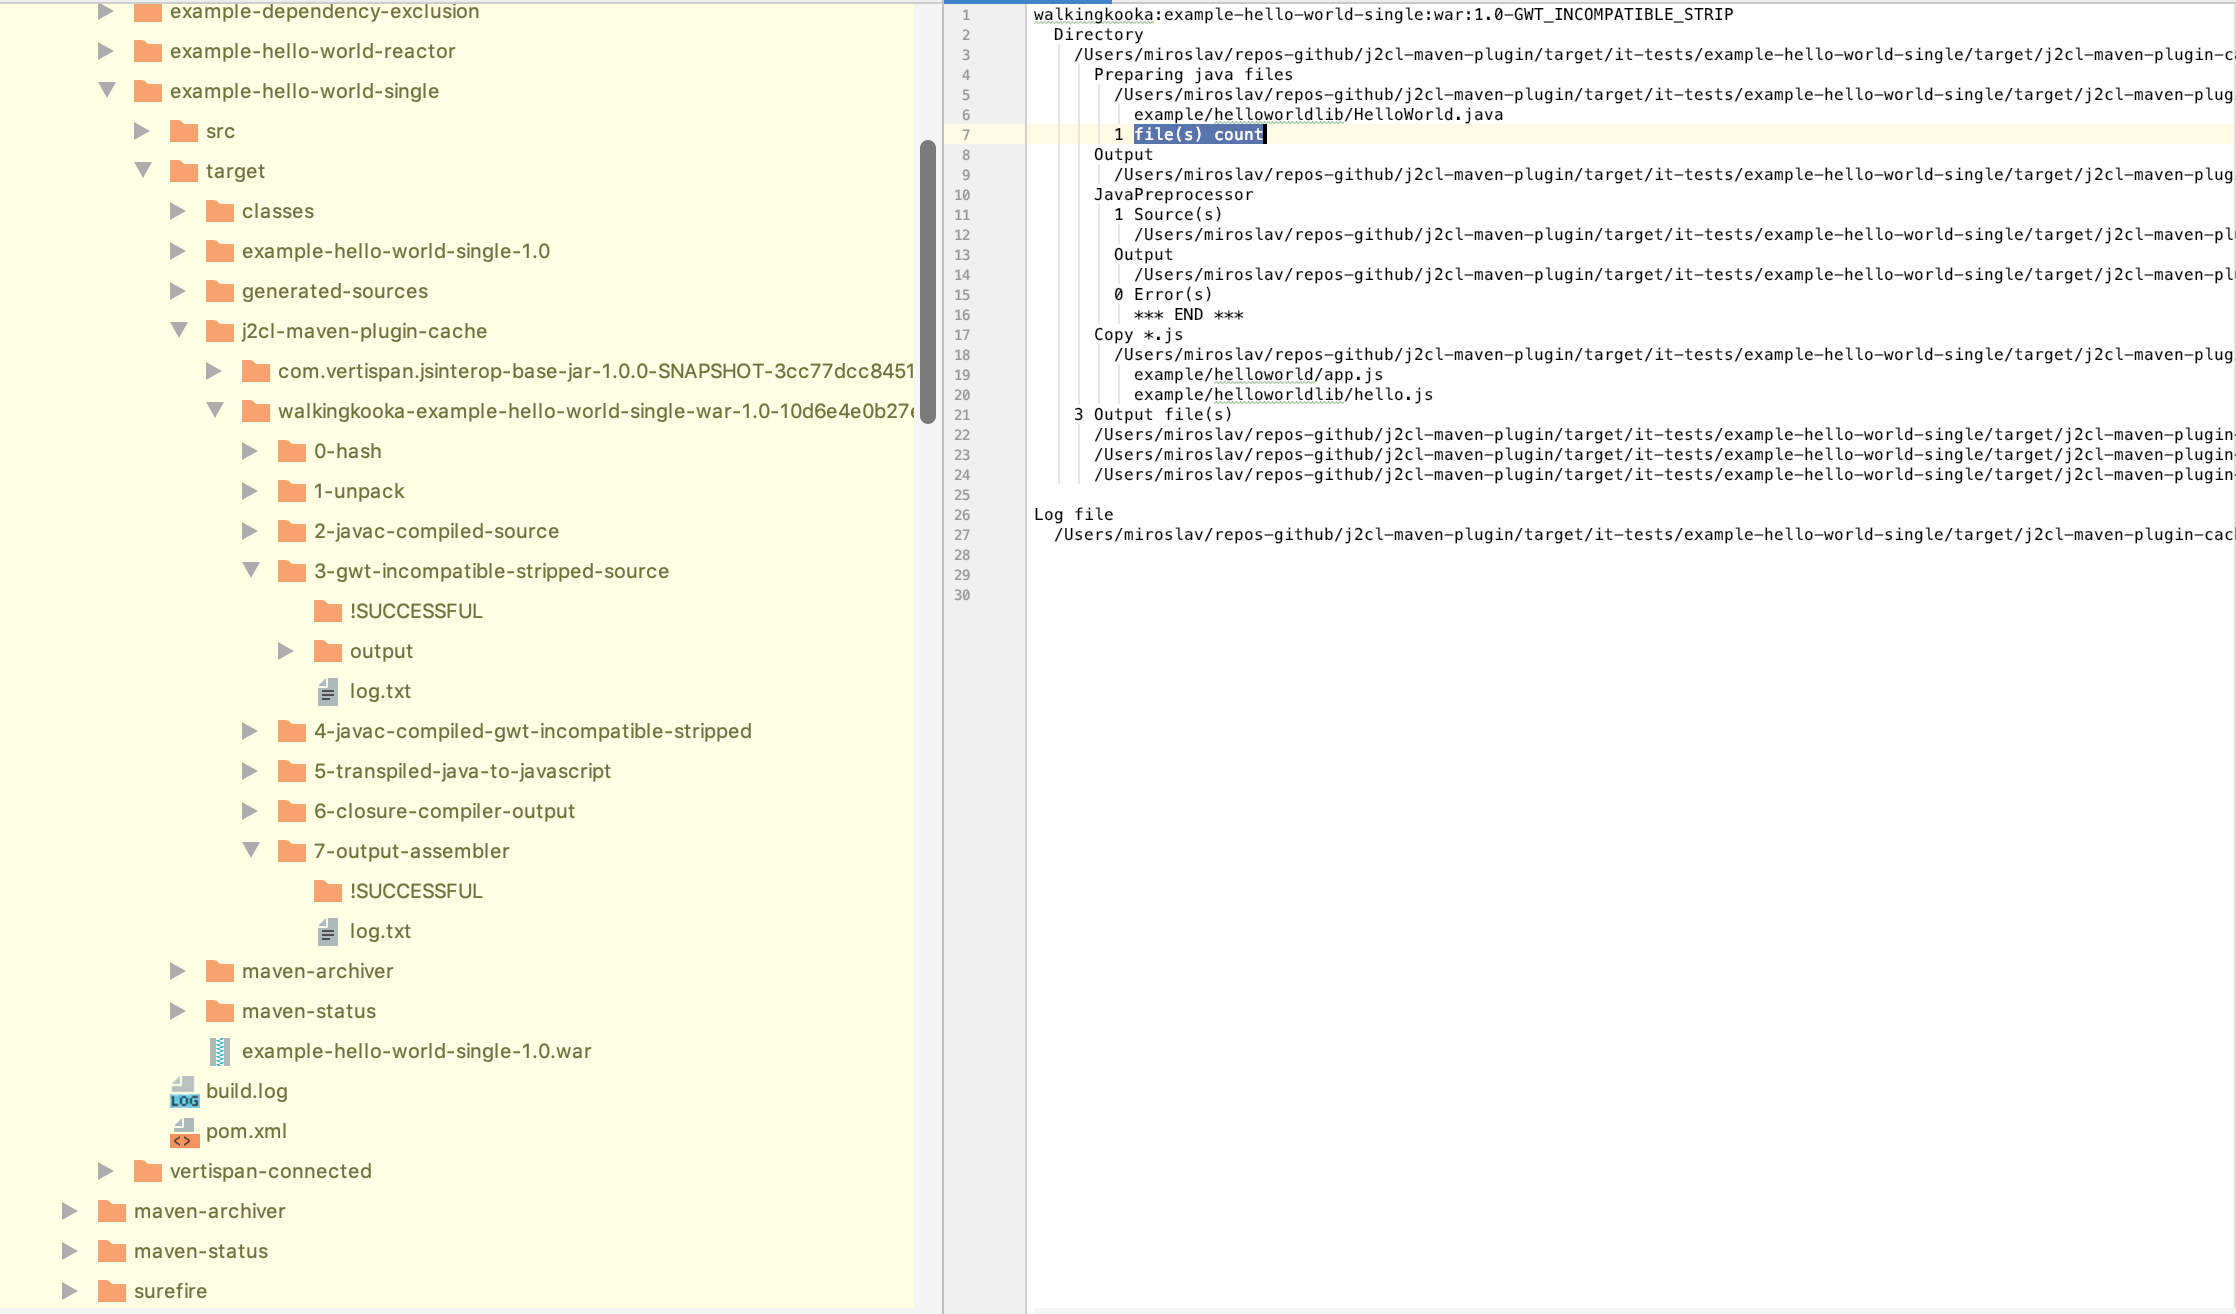 example-dependency-exclusion
example-hello-world-reactor
example-hello-world-single
src
target
classes
example-hello-world-single-1.0
generated-sources
j2cl-maven-plugin-cache
com.vertispan.jsinterop-base-jar-1.0.0-SNAPSHOT-3cc77dcc8451
walkingkooka-example-hello-world-single-war-1.0-10d6e4e0b27
0-hash
1-unpack
2-javac-compiled-source
3-gwt-incompatible-stripped-source
!SUCCESSFUL
output
log.txt
4-javac-compiled-gwt-incompatible-stripped
5-transpiled-java-to-javascript
6-closure-compiler-output
7-output-assembler
!SUCCESSFUL
log.txt
maven-archiver
maven-status
example-hello-world-single-1.0.war
LOG build.log
<> pom.xml
vertispan-connected
maven-archiver
maven-status
surefire
1 walkingkooka:example-hello-world-single:war:1.0-GWT_INCOMPATIBLE_STRIP
2 Directory
3 /Users/miroslav/repos-github/j2cl-maven-plugin/target/it-tests/example-hello-world-single/target/j2cl-maven-plugin-c
4 Preparing java files
5 /Users/miroslav/repos-github/j2cl-maven-plugin/target/it-tests/example-hello-world-single/target/j2cl-maven-plug
6 example/helloworldlib/HelloWorld.java
7 1 file(s) count
8 Output
9 /Users/miroslav/repos-github/j2cl-maven-plugin/target/it-tests/example-hello-world-single/target/j2cl-maven-plug
10 JavaPreprocessor
11 1 Source(s)
12 /Users/miroslav/repos-github/j2cl-maven-plugin/target/it-tests/example-hello-world-single/target/j2cl-maven-pl
13 Output
14 /Users/miroslav/repos-github/j2cl-maven-plugin/target/it-tests/example-hello-world-single/target/j2cl-maven-pl
15 0 Error(s)
16 *** END ***
17 Copy *.js
18 /Users/miroslav/repos-github/j2cl-maven-plugin/target/it-tests/example-hello-world-single/target/j2cl-maven-plug
19 example/helloworld/app.js
20 example/helloworldlib/hello.js
21 3 Output file(s)
22 /Users/miroslav/repos-github/j2cl-maven-plugin/target/it-tests/example-hello-world-single/target/j2cl-maven-plugin-
23 /Users/miroslav/repos-github/j2cl-maven-plugin/target/it-tests/example-hello-world-single/target/j2cl-maven-plugin-
24 /Users/miroslav/repos-github/j2cl-maven-plugin/target/it-tests/example-hello-world-single/target/j2cl-maven-plugin-
25
26 Log file
27 /Users/miroslav/repos-github/j2cl-maven-plugin/target/it-tests/example-hello-world-single/target/j2cl-maven-plugin-cac
28
29
30